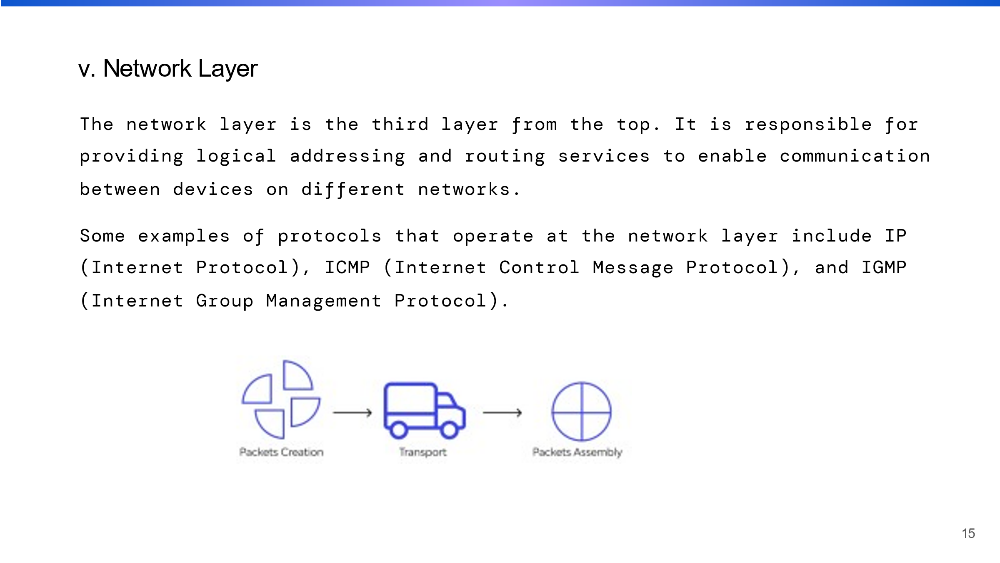 v. Network Layer
The network layer is the third layer from the top. It is responsible for
providing logical addressing and routing services to enable communication
between devices on different networks.
Some examples of protocols that operate at the network layer include IP
(Internet Protocol), ICMP (Internet Control Message Protocol), and IGMP
(Internet Group Management Protocol).
Packets Creation
Transport
Packets Assembly
15